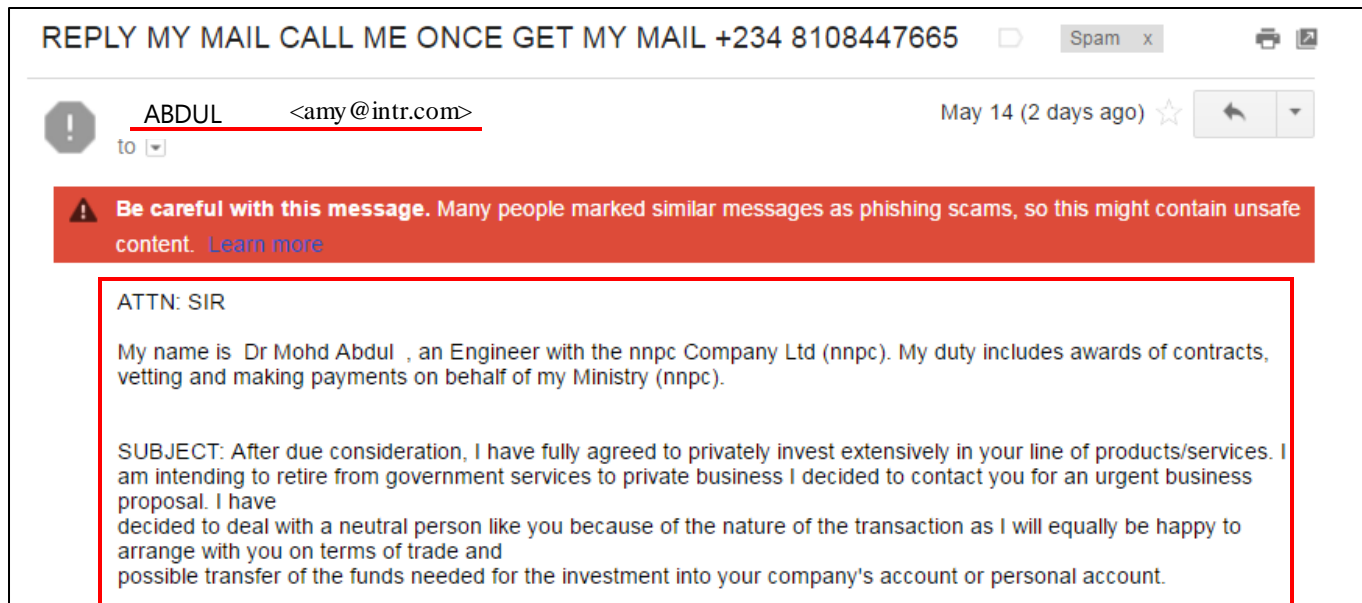 REPLY MY MAIL CALL ME ONCE GET MY MAIL +234 8108447665 Spam x
ABDUL <amy@intr.com> May 14 (2 days ago)
to
Be careful with this message. Many people marked similar messages as phishing scams, so this might contain unsafe
content. Learn more
ATTN: SIR
My name is Dr Mohd Abdul , an Engineer with the nnpc Company Ltd (nnpc). My duty includes awards of contracts,
vetting and making payments on behalf of my Ministry (nnpc).
SUBJECT: After due consideration, I have fully agreed to privately invest extensively in your line of products/services. I
am intending to retire from government services to private business I decided to contact you for an urgent business
proposal. I have
decided to deal with a neutral person like you because of the nature of the transaction as I will equally be happy to
arrange with you on terms of trade and
possible transfer of the funds needed for the investment into your company's account or personal account.